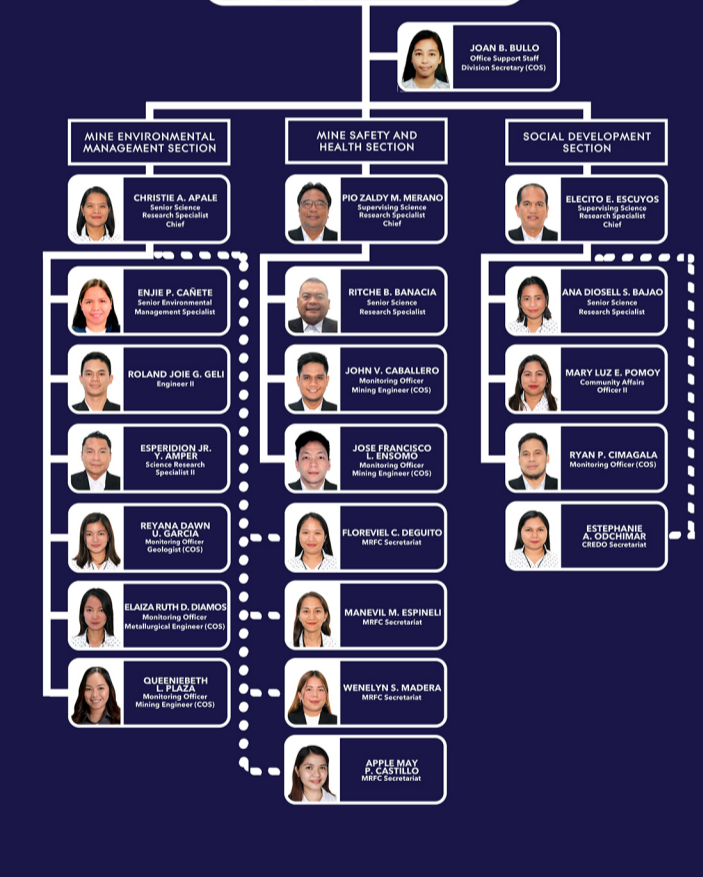 JOAN B. BULLO
Office Support Staff
Division Secretary (COS)
MINE ENVIRONMENTAL
MANAGEMENT SECTION
CHRISTIE A. APALE
Senior Science
Research Specialist
Chief
ENJIE P. CAÑETE
Senior Environmental
Management Specialist
ROLAND JOIE G. GELI
Engineer II
ESPERIDION JR.
Y. AMPER
Science Research
Specialist II
REYANA DAWN
U. GARCIA
Monitoring Officer
Geologist (COS)
ELAIZA RUTH D. DIAMOS
Monitoring Officer
Metallurgical Engineer (COS)
QUEENIEBETH
L. PLAZA
Monitoring Officer
Mining Engineer (COS)
MINE SAFETY AND
HEALTH SECTION
PIO ZALDY M. MERANO
Supervising Science
Research Specialist
Chief
RITCHE B. BANACIA
Senior Science
Research Specialist
JOHN V. CABALLERO
Monitoring Officer
Mining Engineer (COS)
JOSE FRANCISCO
L. ENSOMO
Monitoring Officer
Mining Engineer (COS)
FLOREVIEL C. DEGUITO
MRFC Secretariat
MANEVIL M. ESPINELI
MRFC Secretariat
WENELYN S. MADERA
MRFC Secretariat
APPLE MAY
P. CASTILLO
MRFC Secretariat
SOCIAL DEVELOPMENT
SECTION
ELECITO E. ESCUYOS
Supervising Science
Research Specialist
Chief
ANA DIOSELL S. BAJAO
Senior Science
Research Specialist
MARY LUZ E. POMOY
Community Affairs
Officer II
RYAN P. CIMAGALA
Monitoring Officer (COS)
ESTEPHANIE
A. ODCHIMAR
CREDO Secretariat